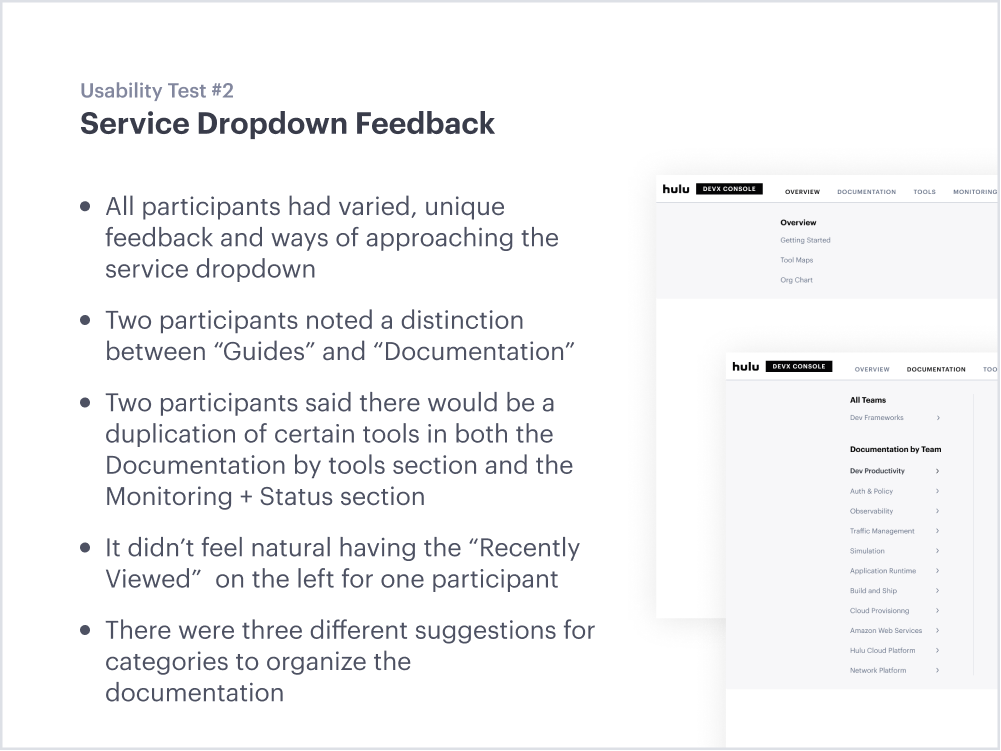 Usability Test #2
Service Dropdown Feedback
• All participants had varied, unique
feedback and ways of approaching the
service dropdown
• Two participants noted a distinction
between “Guides” and “Documentation”
• Two participants said there would be a
duplication of certain tools in both the
Documentation by tools section and the
Monitoring + Status section
• It didn’t feel natural having the “Recently
Viewed”  on the left for one participant
• There were three different suggestions for
categories to organize the
documentation
hulu DEVX CONSOLE OVERVIEW DOCUMENTATION TOOLS MONITORING
Overview
Getting Started
Tool Maps
Org Chart
hulu DEVX CONSOLE OVERVIEW DOCUMENTATION TOO
All Teams
Dev Frameworks ›
Documentation by Team
Dev Productivity ›
Auth & Policy ›
Observability ›
Traffic Management ›
Simulation ›
Application Runtime ›
Build and Ship ›
Cloud Provisionng ›
Amazon Web Services ›
Hulu Cloud Platform ›
Network Platform ›